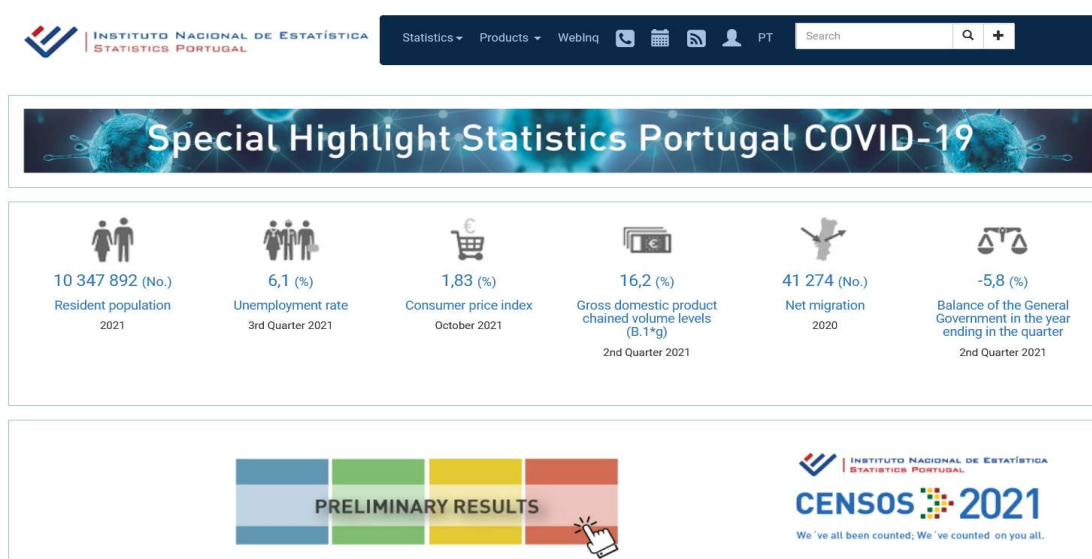 INSTITUTO NACIONAL DE ESTATÍSTICA
STATISTICS PORTUGAL
Statistics Products WebInq PT Search
Special Highlight Statistics Portugal COVID-19
10 347 892 (No.)
Resident population
2021
6,1 (%)
Unemployment rate
3rd Quarter 2021
1,83 (%)
Consumer price index
October 2021
16,2 (%)
Gross domestic product
chained volume levels
(B.1*g)
2nd Quarter 2021
41 274 (No.)
Net migration
2020
-5,8 (%)
Balance of the General
Government in the year
ending in the quarter
2nd Quarter 2021
PRELIMINARY RESULTS
INSTITUTO NACIONAL DE ESTATÍSTICA
STATISTICS PORTUGAL
CENSOS 2021
We ´ve all been counted; We ´ve counted on you all.